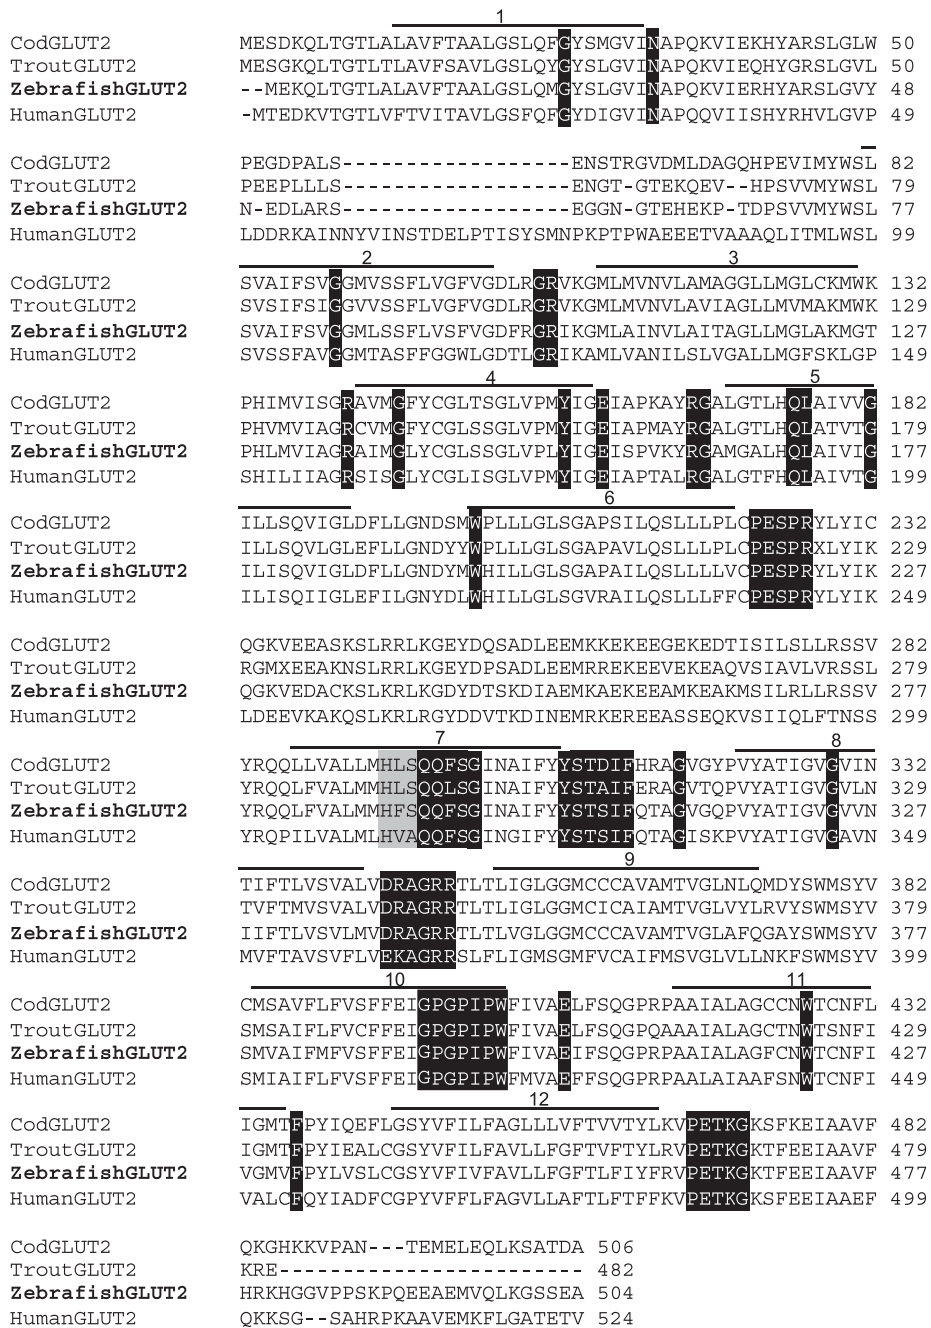 1
CodGLUT2 MESDKQLTGTLALAVFTAALGSLQFGYSMGVINAPQKVIEKHYARSLGLW 50
TroutGLUT2 MESGKQLTGTLTLAVFSAVLGSLQYGYSLGVINAPQKVIEQHYGRSLGVL 50
ZebrafishGLUT2 --MEKQLTGTLALAVFTAALGSLQMGYSLGVINAPQKVIERHYARSLGVY 48
HumanGLUT2 -MTEDKVTGTLVFTVITAVLGSFQFGYDIGVINAPQQVIISHYRHVLGVP 49
CodGLUT2 PEGDPALS------------------ENSTRGVDMLDAGQHPEVIMYWSL 82
TroutGLUT2 PEEPLLLS------------------ENGT-GTEKQEV--HPSVVMYWSL 79
ZebrafishGLUT2 N-EDLARS------------------EGGN-GTEHEKP-TDPSVVMYWSL 77
HumanGLUT2 LDDRKAINNYVINSTDELPTISYSMNPKPTPWAEEETVAAAQLITMLWSL 99
2 3
CodGLUT2 SVAIFSVGGMVSSFLVGFVGDLRGRVKGMLMVNVLAMAGGLLMGLCKMWK 132
TroutGLUT2 SVSIFSIGGVVSSFLVGFVGDLRGRVKGMLMVNVLAVIAGLLMVMAKMWK 129
ZebrafishGLUT2 SVAIFSVGGMLSSFLVSFVGDFRGRIKGMLAINVLAITAGLLMGLAKMGT 127
HumanGLUT2 SVSSFAVGGMTASFFGGWLGDTLGRIKAMLVANILSLVGALLMGFSKLGP 149
4 5
CodGLUT2 PHIMVISGRAVMGFYCGLTSGLVPMYIGEIAPKAYRGALGTLHQLAIVVG 182
TroutGLUT2 PHVMVIAGRCVMGFYCGLSSGLVPMYIGEIAPMAYRGALGTLHQLATVTG 179
ZebrafishGLUT2 PHLMVIAGRAIMGLYCGLSSGLVPLYIGEISPVKYRGAMGALHQLAIVIG 177
HumanGLUT2 SHILIIAGRSISGLYCGLISGLVPMYIGEIAPTALRGALGTFHQLAIVTG 199
6
CodGLUT2 ILLSQVIGLDFLLGNDSMWPLLLGLSGAPSILQSLLLPLCPESPRYLYIC 232
TroutGLUT2 ILLSQVLGLEFLLGNDYYWPLLLGLSGAPAVLQSLLLPLCPESPRXLYIK 229
ZebrafishGLUT2 ILISQVIGLDFLLGNDYMWHILLGLSGAPAILQSLLLLVCPESPRYLYIK 227
HumanGLUT2 ILISQIIGLEFILGNYDLWHILLGLSGVRAILQSLLLFFCPESPRYLYIK 249
CodGLUT2 QGKVEEASKSLRRLKGEYDQSADLEEMKKEKEEGEKEDTISILSLLRSSV 282
TroutGLUT2 RGMXEEAKNSLRRLKGEYDPSADLEEMRREKEEVEKEAQVSIAVLVRSSL 279
ZebrafishGLUT2 QGKVEDACKSLKRLKGDYDTSKDIAEMKAEKEEAMKEAKMSILRLLRSSV 277
HumanGLUT2 LDEEVKAKQSLKRLRGYDDVTKDINEMRKEREEASSEQKVSIIQLFTNSS 299
7 8
CodGLUT2 YRQQLLVALLMHLSQQFSGINAIFYYSTDIFHRAGVGYPVYATIGVGVIN 332
TroutGLUT2 YRQQLFVALMMHLSQQLSGINAIFYYSTAIFERAGVTQPVYATIGVGVLN 329
ZebrafishGLUT2 YRQQLFVALMMHFSQQFSGINAIFYYSTSIFQTAGVGQPVYATIGVGVVN 327
HumanGLUT2 YRQPILVALMLHVAQQFSGINGIFYYSTSIFQTAGISKPVYATIGVGAVN 349
9
CodGLUT2 TIFTLVSVALVDRAGRRTLTLIGLGGMCCCAVAMTVGLNLQMDYSWMSYV 382
TroutGLUT2 TVFTMVSVALVDRAGRRTLTLIGLGGMCICAIAMTVGLVYLRVYSWMSYV 379
ZebrafishGLUT2 IIFTLVSVLMVDRAGRRTLTLVGLGGMCCCAVAMTVGLAFQGAYSWMSYV 377
HumanGLUT2 MVFTAVSVFLVEKAGRRSLFLIGMSGMFVCAIFMSVGLVLLNKFSWMSYV 399
10 11
CodGLUT2 CMSAVFLFVSFFEIGPGPIPWFIVAELFSQGPRPAAIALAGCCNWTCNFL 432
TroutGLUT2 SMSAIFLFVCFFEIGPGPIPWFIVAELFSQGPQAAAIALAGCTNWTSNFI 429
ZebrafishGLUT2 SMVAIFMFVSFFEIGPGPIPWFIVAEIFSQGPRPAAIALAGFCNWTCNFI 427
HumanGLUT2 SMIAIFLFVSFFEIGPGPIPWFMVAEFFSQGPRPAALAIAAFSNWTCNFI 449
12
CodGLUT2 IGMTFPYIQEFLGSYVFILFAGLLLVFTVVTYLKVPETKGKSFKEIAAVF 482
TroutGLUT2 IGMTFPYIEALCGSYVFILFAVLLFGFTVFTYLRVPETKGKTFEEIAAVF 479
ZebrafishGLUT2 VGMVFPYLVSLCGSYVFIVFAVLLFGFTLFIYFRVPETKGKTFEEIAAVF 477
HumanGLUT2 VALCFQYIADFCGPYVFFLFAGVLLAFTLFTFFKVPETKGKSFEEIAAEF 499
CodGLUT2 QKGHKKVPAN---TEMELEQLKSATDA 506
TroutGLUT2 KRE------------------------ 482
ZebrafishGLUT2 HRKHGGVPPSKPQEEAEMVQLKGSSEA 504
HumanGLUT2 QKKSG--SAHRPKAAVEMKFLGATETV 524